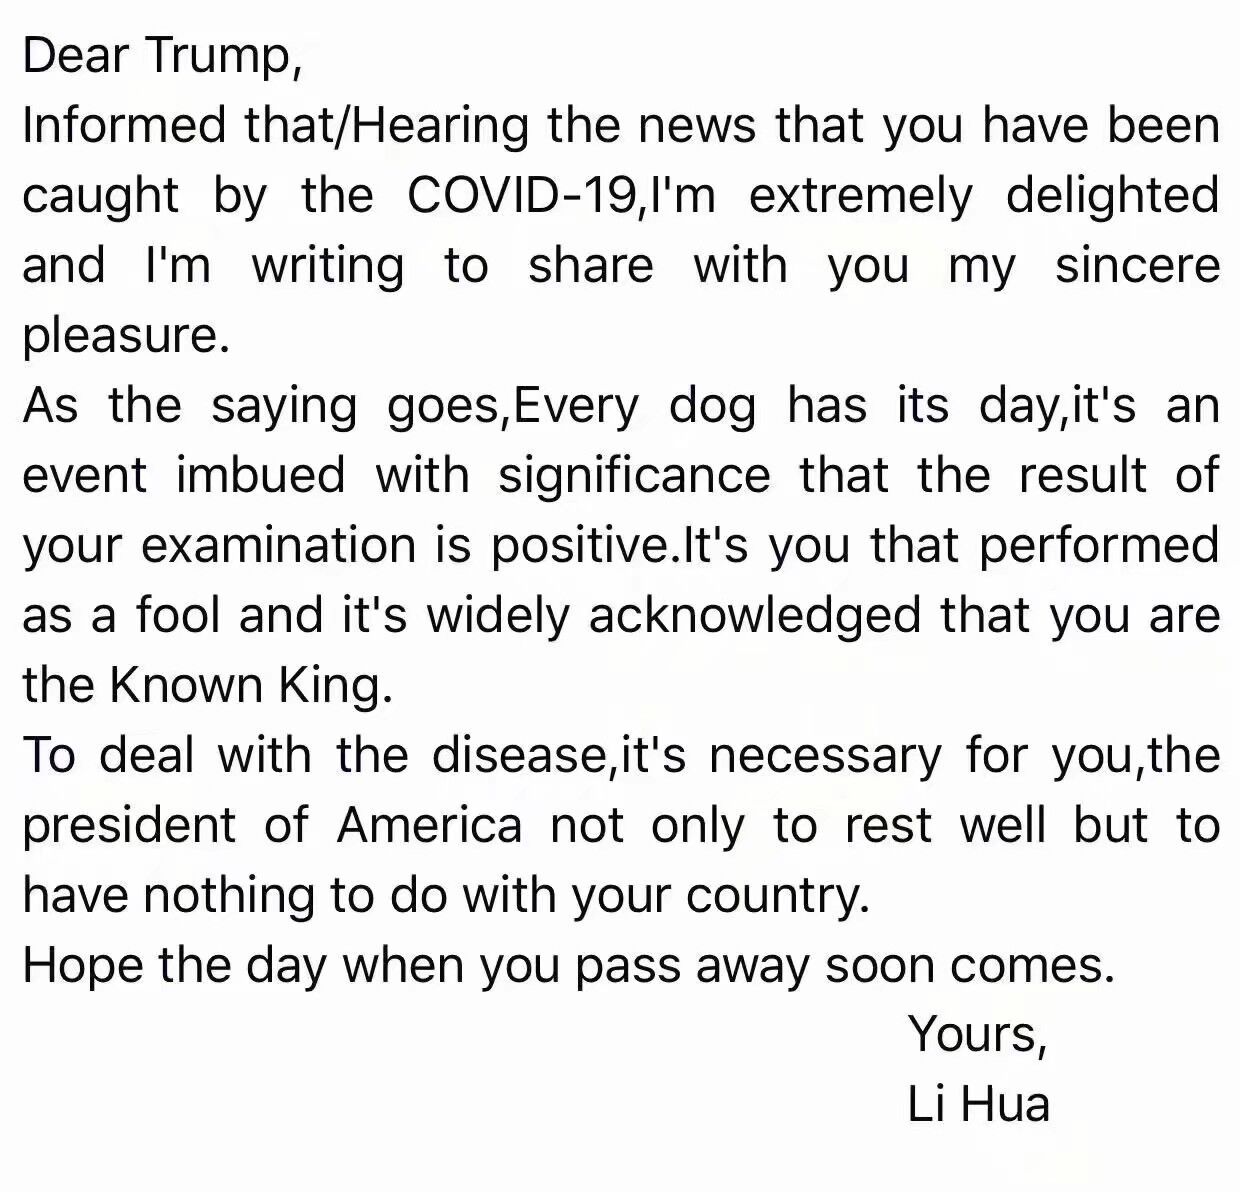 Dear Trump,
Informed that/Hearing the news that you have been
caught by the COVID-19,I'm extremely delighted
and I'm writing to share with you my sincere
pleasure.
As the saying goes,Every dog has its day,it's an
event imbued with significance that the result of
your examination is positive.It's you that performed
as a fool and it's widely acknowledged that you are
the Known King.
To deal with the disease,it's necessary for you,the
president of America not only to rest well but to
have nothing to do with your country.
Hope the day when you pass away soon comes.
Yours,
Li Hua